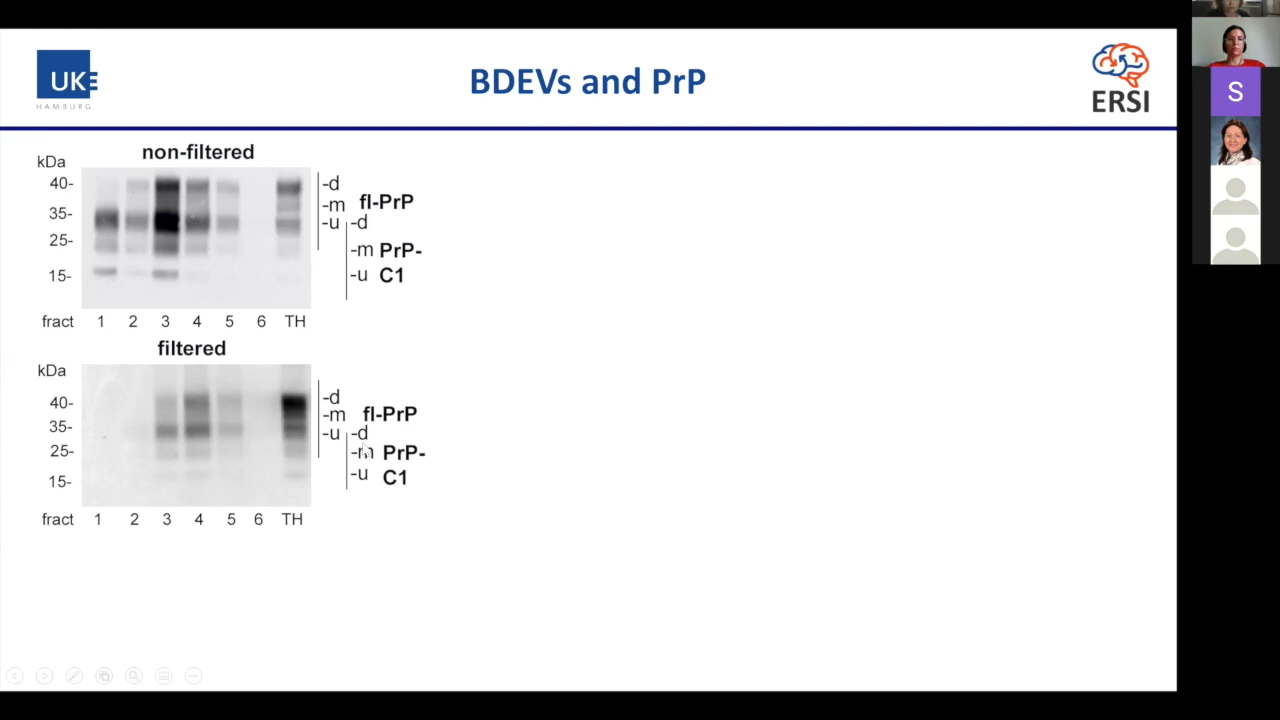 UKE
HAMBURG
BDEVs and PrP
ERSI
S
non-filtered
kDa
40-
35-
25-
15-
-d
-m fl-PrP
-u -d
-m PrP-
-u C1
fract 1 2 3 4 5 6 TH
filtered
kDa
40-
35-
25-
15-
-d
-m fl-PrP
-u -d
-m PrP-
-u C1
fract 1 2 3 4 5 6 TH